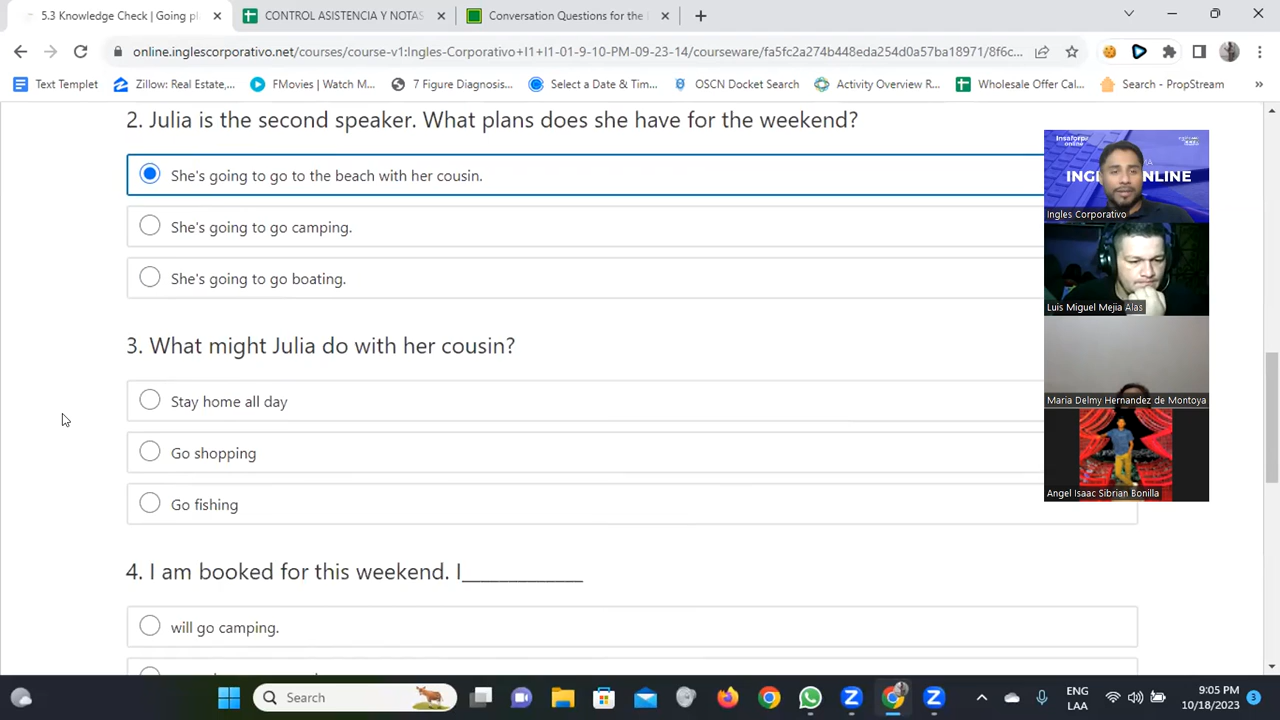 5.3 Knowledge Check | Going pl
CONTROL ASISTENCIA Y NOTAS
Conversation Questions for the
online.inglescorporativo.net/courses/course-v1:Ingles-Corporativo+I1+I1-01-9-10-PM-09-23-14/courseware/fa5fc2a274b448eda254d0a57ba18971/8f6c...
Text Templet
Zillow: Real Estate,...
FMovies | Watch M...
7 Figure Diagnosis...
Select a Date & Tim...
OSCN Docket Search
Activity Overview R...
Wholesale Offer Cal...
Search - PropStream
»
2. Julia is the second speaker. What plans does she have for the weekend?
She's going to go to the beach with her cousin.
She's going to go camping.
She's going to go boating.
3. What might Julia do with her cousin?
Stay home all day
Go shopping
Go fishing
4. I am booked for this weekend. I_____________
will go camping.
Insaforp
online
Ingles Corporativo
Luis Miguel Mejia Alas
Maria Delmy Hernandez de Montoya
Angel Isaac Sibrian Bonilla
Search
ENG
LAA
9:05 PM
10/18/2023
3